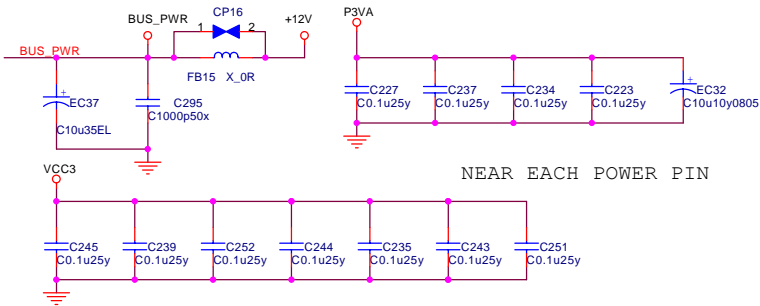 BUS_PWR
CP16
1
2
+12V
BUS_PWR
FB15 X_0R
+
EC37
C10u35EL
C295
C1000p50x
P3VA
C227
C0.1u25y
C237
C0.1u25y
C234
C0.1u25y
C223
C0.1u25y
+
EC32
C10u10y0805
NEAR EACH POWER PIN
VCC3
C245
C0.1u25y
C239
C0.1u25y
C252
C0.1u25y
C244
C0.1u25y
C235
C0.1u25y
C243
C0.1u25y
C251
C0.1u25y